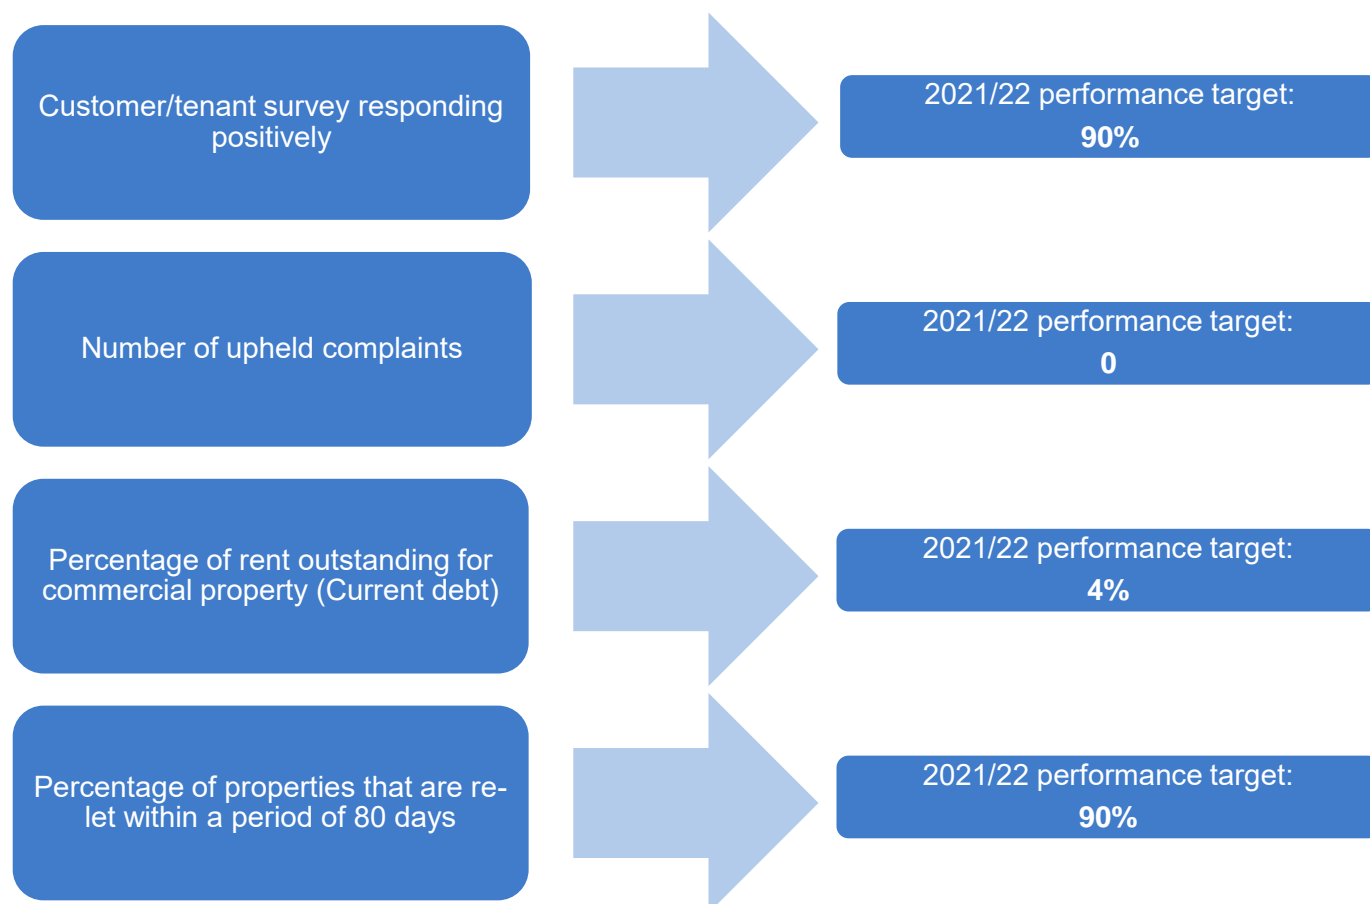 Customer/tenant survey responding
positively
2021/22 performance target:
90%
Number of upheld complaints
2021/22 performance target:
0
Percentage of rent outstanding for
commercial property (Current debt)
2021/22 performance target:
4%
Percentage of properties that are re-
let within a period of 80 days
2021/22 performance target:
90%